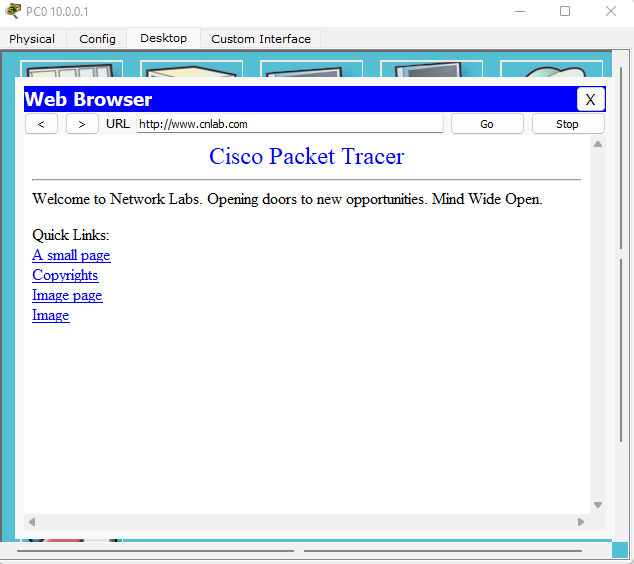 PC0 10.0.0.1
Physical Config Desktop Custom Interface
Web Browser X
< > URL http://www.cnlab.com Go Stop
Cisco Packet Tracer
Welcome to Network Labs. Opening doors to new opportunities. Mind Wide Open.
Quick Links:
A small page
Copyrights
Image page
Image